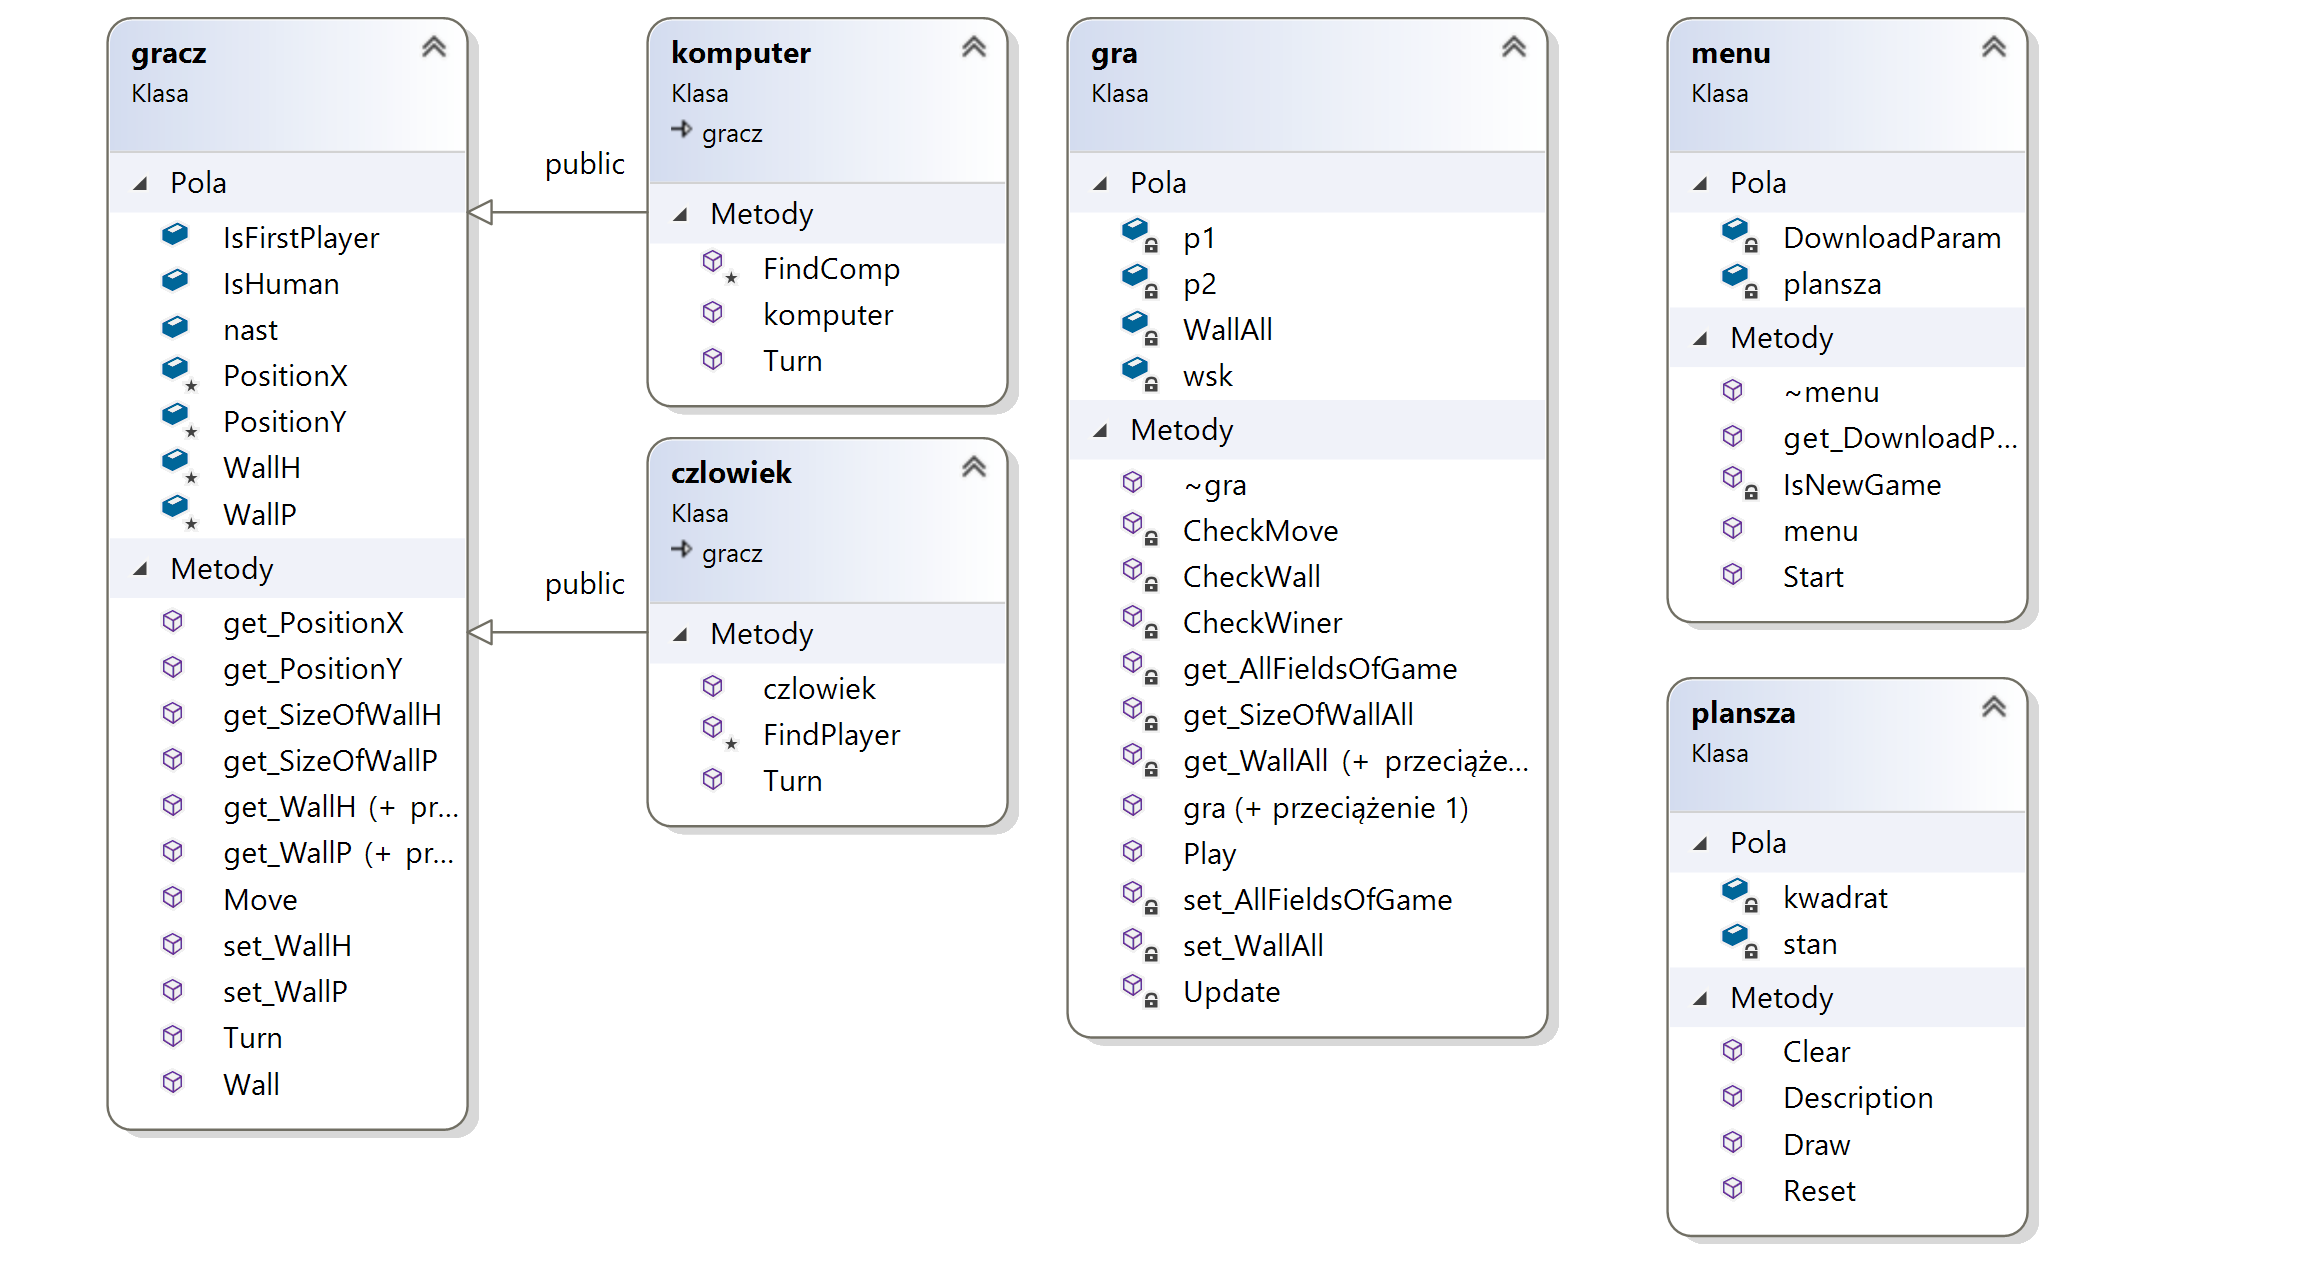 gracz
Klasa
Pola
IsFirstPlayer
IsHuman
nast
PositionX
PositionY
WallH
WallP
Metody
get_PositionX
get_PositionY
get_SizeOfWallH
get_SizeOfWallP
get_WallH (+ pr...
get_WallP (+ pr...
Move
set_WallH
set_WallP
Turn
Wall
public
komputer
Klasa
gracz
Metody
FindComp
komputer
Turn
public
czlowiek
Klasa
gracz
Metody
czlowiek
FindPlayer
Turn
gra
Klasa
Pola
p1
p2
WallAll
wsk
Metody
~gra
CheckMove
CheckWall
CheckWiner
get_AllFieldsOfGame
get_SizeOfWallAll
get_WallAll (+ przeciąże...
gra (+ przeciążenie 1)
Play
set_AllFieldsOfGame
set_WallAll
Update
menu
Klasa
Pola
DownloadParam
plansza
Metody
~menu
get_DownloadP...
IsNewGame
menu
Start
plansza
Klasa
Pola
kwadrat
stan
Metody
Clear
Description
Draw
Reset